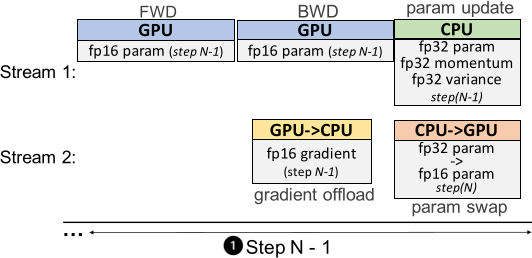 FWD
BWD
param update
GPU
GPU
CPU
Stream 1:
fp16 param (step N-1)
fp16 param (step N-1)
fp32 param
fp32 momentum
fp32 variance
step(N-1)
Stream 2:
GPU->CPU
CPU->GPU
fp16 gradient
(step N-1)
fp32 param
->
fp16 param
step(N)
gradient offload
param swap
...
❶ Step N - 1